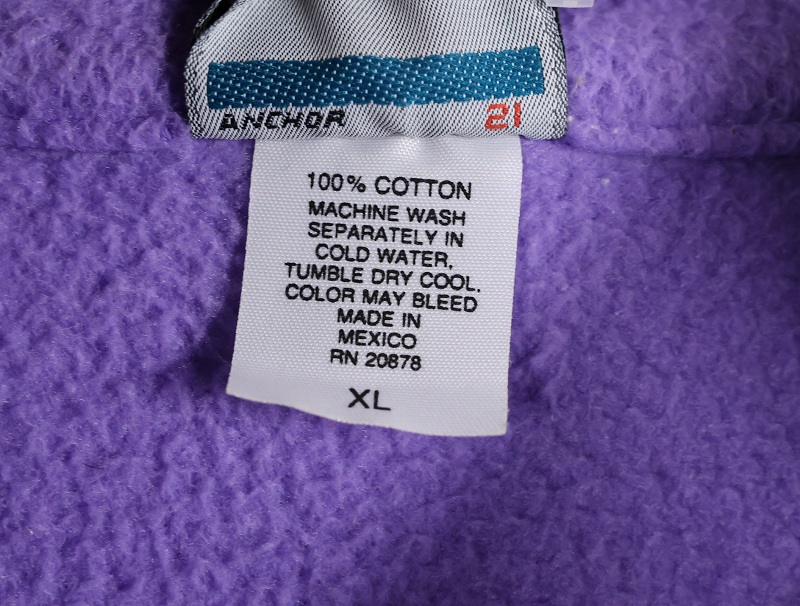 ANCHOR 21
100% COTTON
MACHINE WASH
SEPARATELY IN
COLD WATER,
TUMBLE DRY COOL.
COLOR MAY BLEED
MADE IN
MEXICO
RN 20878
XL